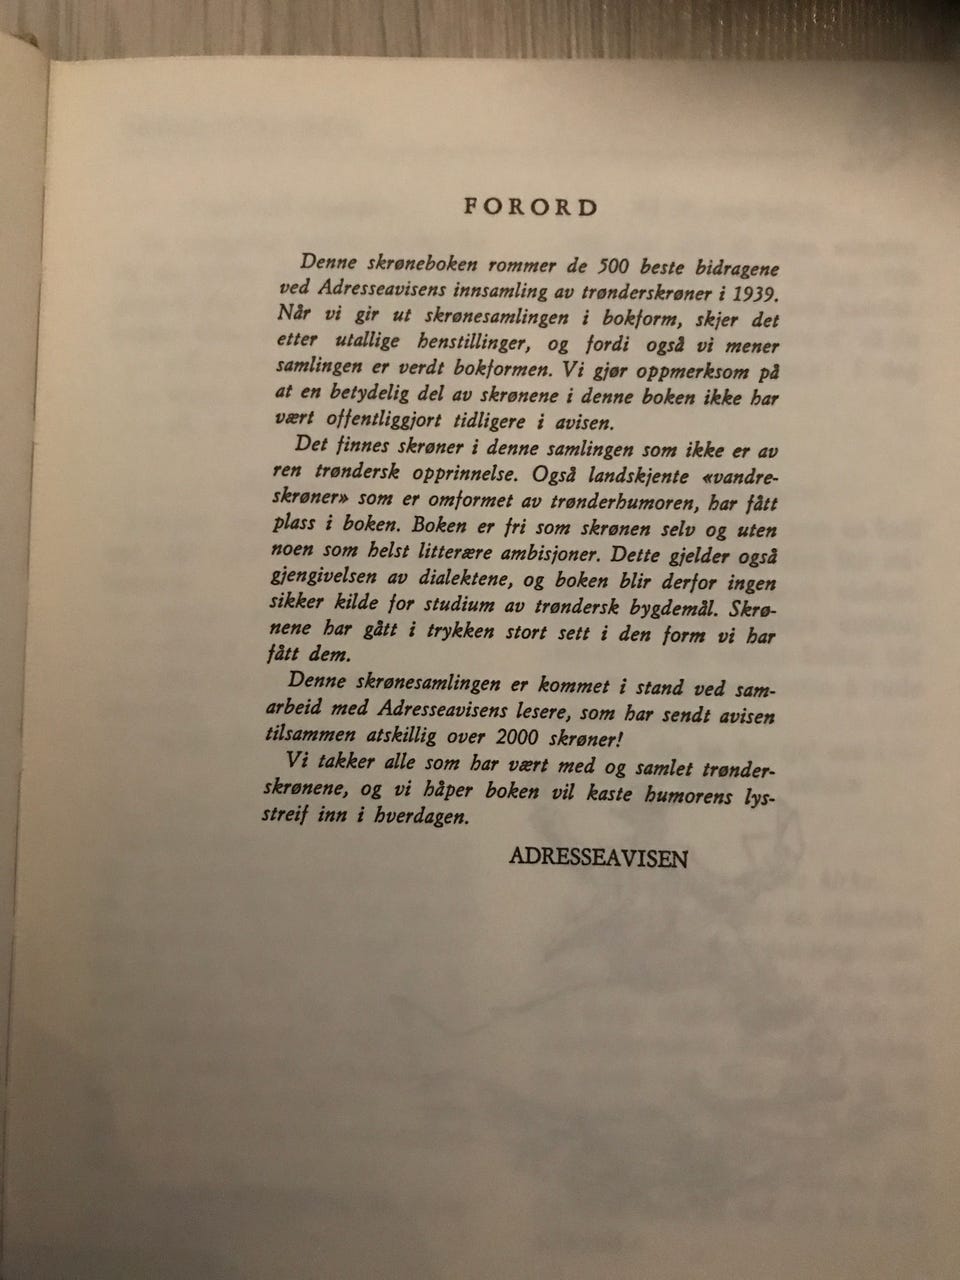 FORORD
Denne skrøneboken rommer de 500 beste bidragene
ved Adresseavisens innsamling av trønderskrøner i 1939.
Når vi gir ut skrønesamlingen i bokform, skjer det
etter utallige henstillinger, og fordi også vi mener
samlingen er verdt bokformen. Vi gjør oppmerksom på
at en betydelig del av skrønene i denne boken ikke har
vært offentliggjort tidligere i avisen.
Det finnes skrøner i denne samlingen som ikke er av
ren trøndersk opprinnelse. Også landskjente «vandre-
skrøner» som er omformet av trønderhumoren, har fått
plass i boken. Boken er fri som skrønen selv og uten
noen som helst litterære ambisjoner. Dette gjelder også
gjengivelsen av dialektene, og boken blir derfor ingen
sikker kilde for studium av trøndersk bygdemål. Skrø-
nene har gått i trykken stort sett i den form vi har
fått dem.
Denne skrønesamlingen er kommet i stand ved sam-
arbeid med Adresseavisens lesere, som har sendt avisen
tilsammen atskillig over 2000 skrøner!
Vi takker alle som har vært med og samlet trønder-
skrønene, og vi håper boken vil kaste humorens lys-
streif inn i hverdagen.
ADRESSEAVISEN